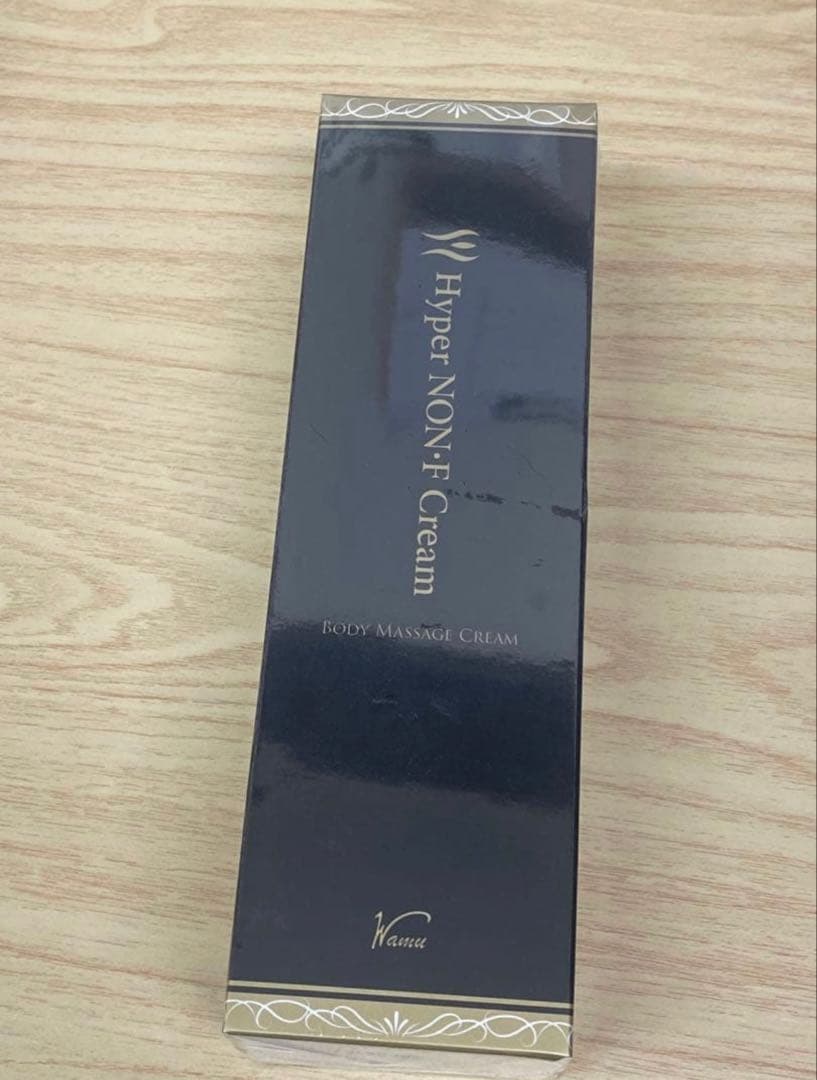 Hyper NON·F Cream
BODY MASSAGE CREAM
Wamu